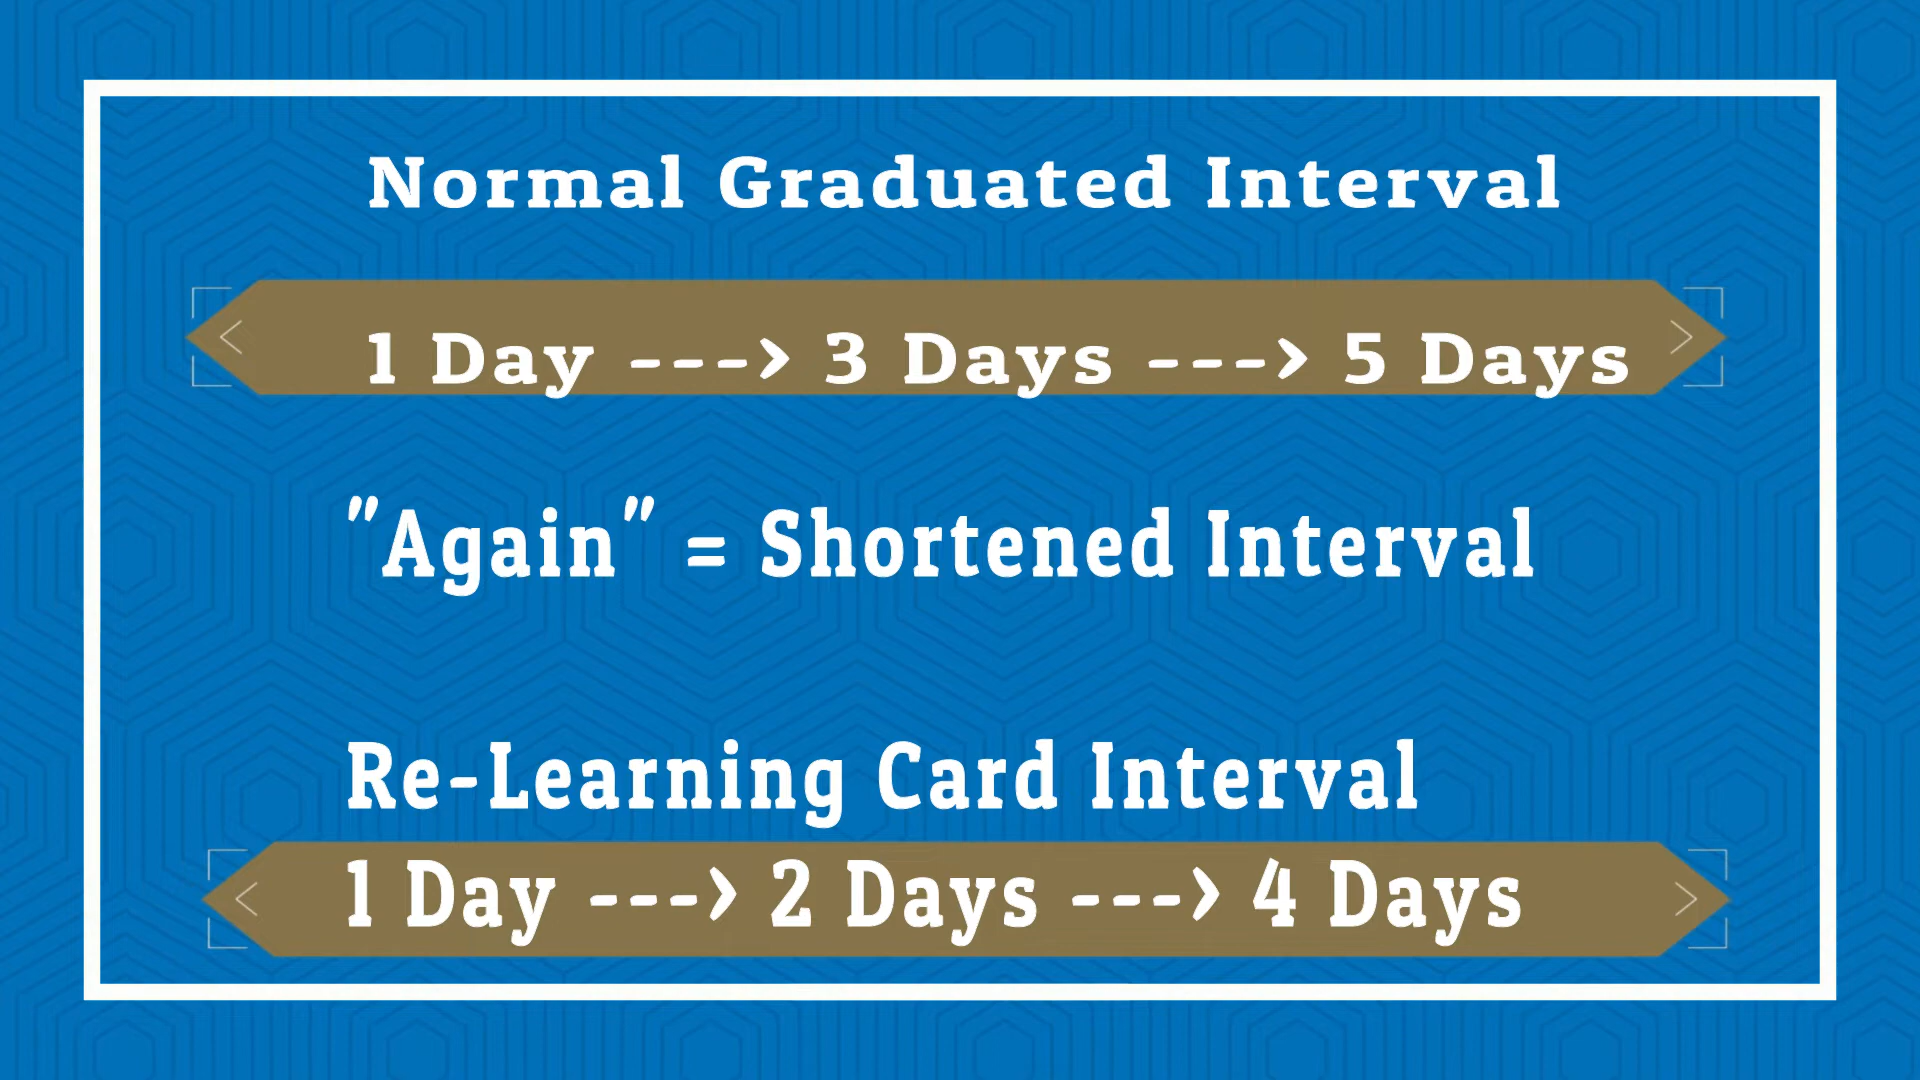 Normal Graduated Interval
1 Day ---> 3 Days ---> 5 Days
"Again" = Shortened Interval
Re-Learning Card Interval
1 Day ---> 2 Days ---> 4 Days